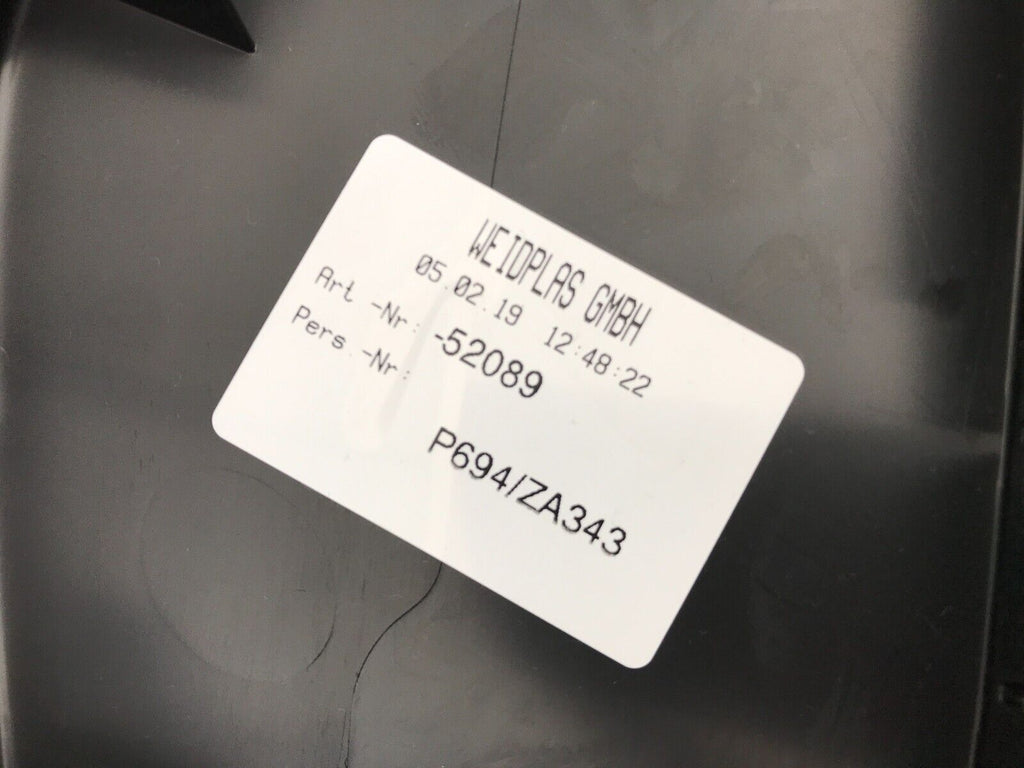 WEIDPLAS GMBH
05.02.19 12:48:22
Art.-Nr.: -52089
Pers.-Nr.:
P694/ZA343